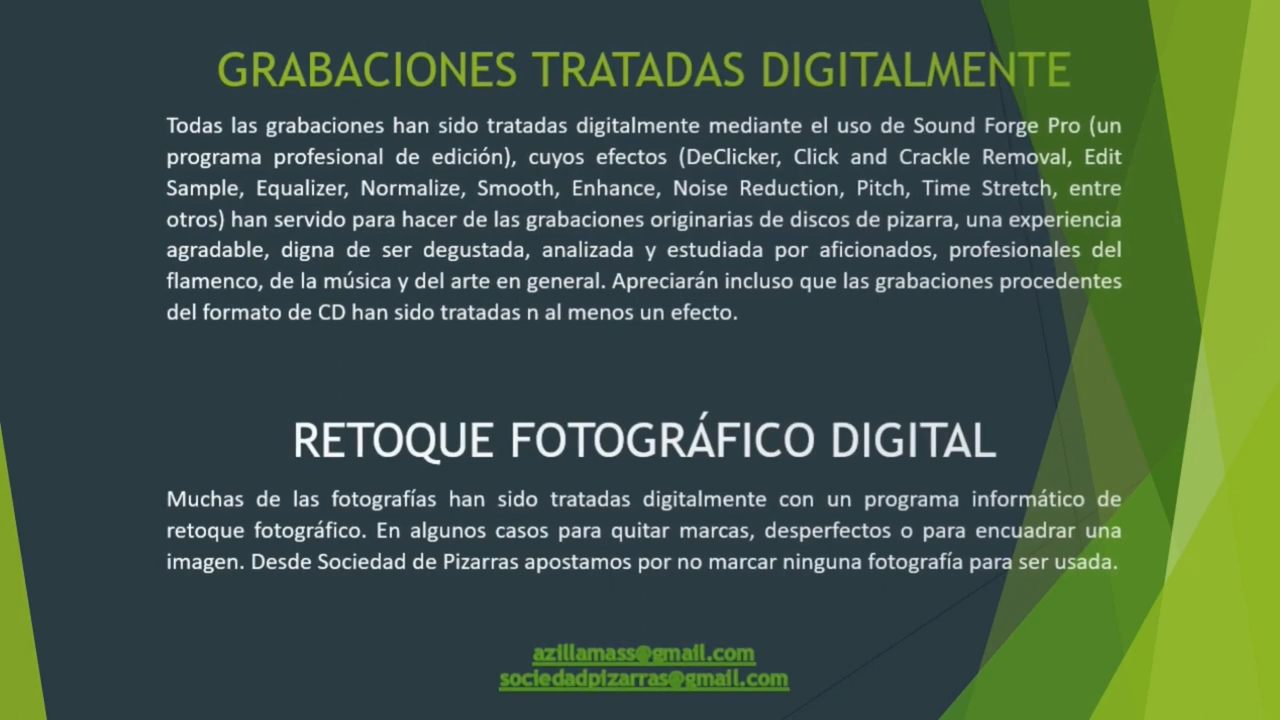 GRABACIONES TRATADAS DIGITALMENTE
Todas las grabaciones han sido tratadas digitalmente mediante el uso de Sound Forge Pro (un
programa profesional de edición), cuyos efectos (DeClicker, Click and Crackle Removal, Edit
Sample, Equalizer, Normalize, Smooth, Enhance, Noise Reduction, Pitch, Time Stretch, entre
otros) han servido para hacer de las grabaciones originarias de discos de pizarra, una experiencia
agradable, digna de ser degustada, analizada y estudiada por aficionados, profesionales del
flamenco, de la música y del arte en general. Apreciarán incluso que las grabaciones procedentes
del formato de CD han sido tratadas n al menos un efecto.
RETOQUE FOTOGRÁFICO DIGITAL
Muchas de las fotografías han sido tratadas digitalmente con un programa informático de
retoque fotográfico. En algunos casos para quitar marcas, desperfectos o para encuadrar una
imagen. Desde Sociedad de Pizarras apostamos por no marcar ninguna fotografía para ser usada.
azillamass@gmail.com
sociedadpizarras@gmail.com